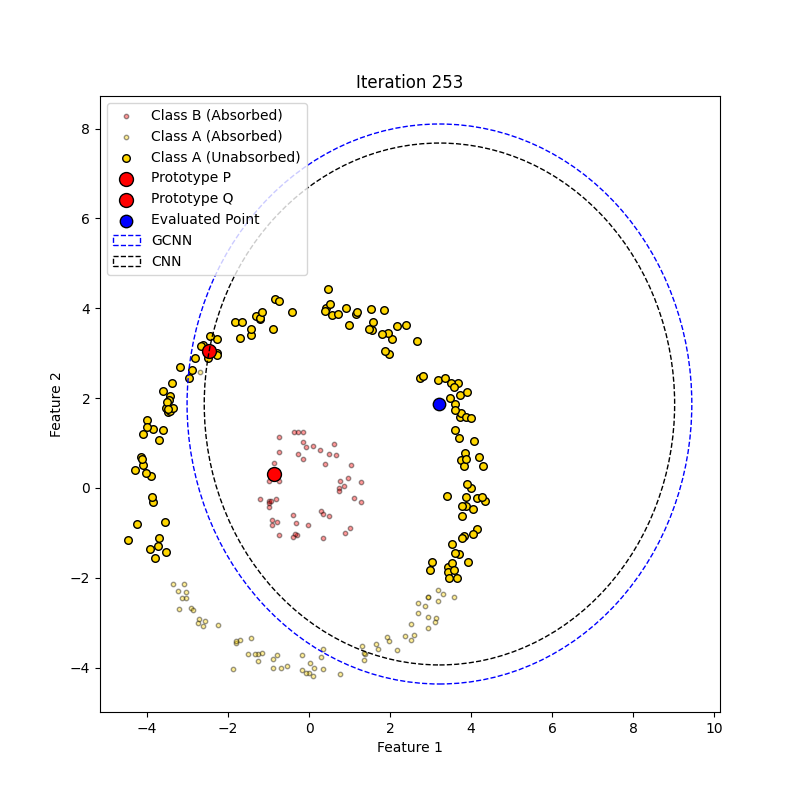 Iteration 253
Class B (Absorbed)
Class A (Absorbed)
Class A (Unabsorbed)
Prototype P
Prototype Q
Evaluated Point
GCNN
CNN
8
6
4
2
0
−2
−4
Feature 2
−4 −2 0 2 4 6 8 10
Feature 1